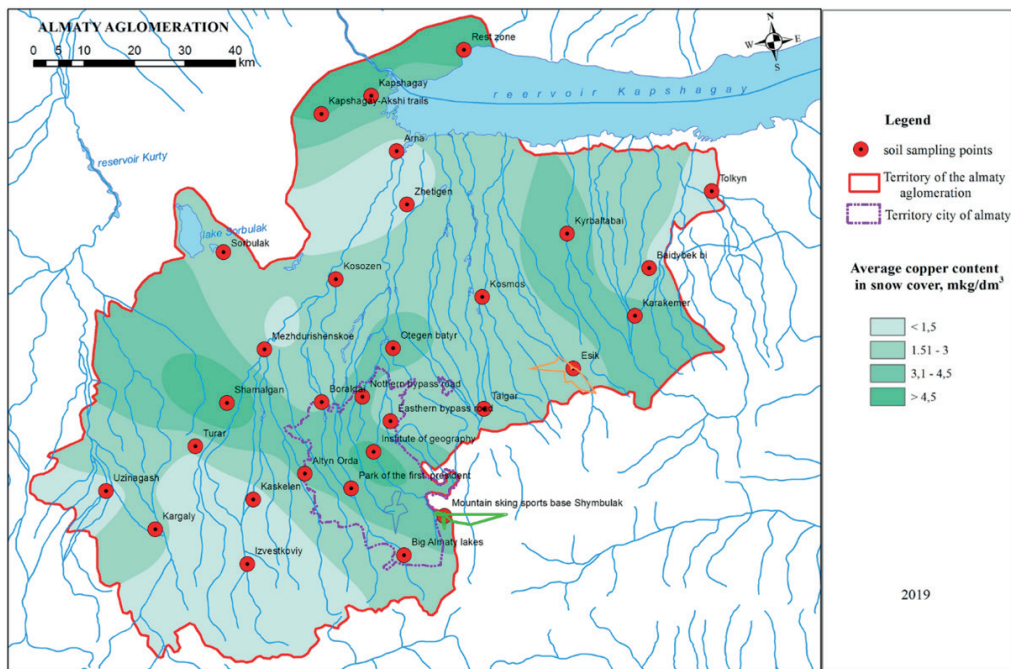 ALMATY AGLOMERATION
0 5 10 20 30 40
km
N
W E
S
Rest zone
Kapshagay
reservoir Kapshagay
Kapshagay-Akshi trails
Arna
reservoir Kurty
Tolkyn
Zhetigen
lake Sorbulak
Kyrbaltabai
Sorbulak
Baidybek bi
Kosozen
Kosmos
Karakemer
Mezhdurishenskoe
Otegen batyr
Esik
Shamalgan
Boralday
Nothern bypass road
Talgar
Easthern bypass road
Turar
Institute of geography
Altyn Orda
Uzinagash
Kaskelen
Park of the first president
Mountain sking sports base Shymbulak
Kargaly
Izvestkoviy
Big Almaty lakes
Legend
soil sampling points
Territory of the almaty
aglomeration
Territory city of almaty
Average copper content
in snow cover, mkg/dm³
< 1,5
1.51 - 3
3,1 - 4,5
> 4,5
2019